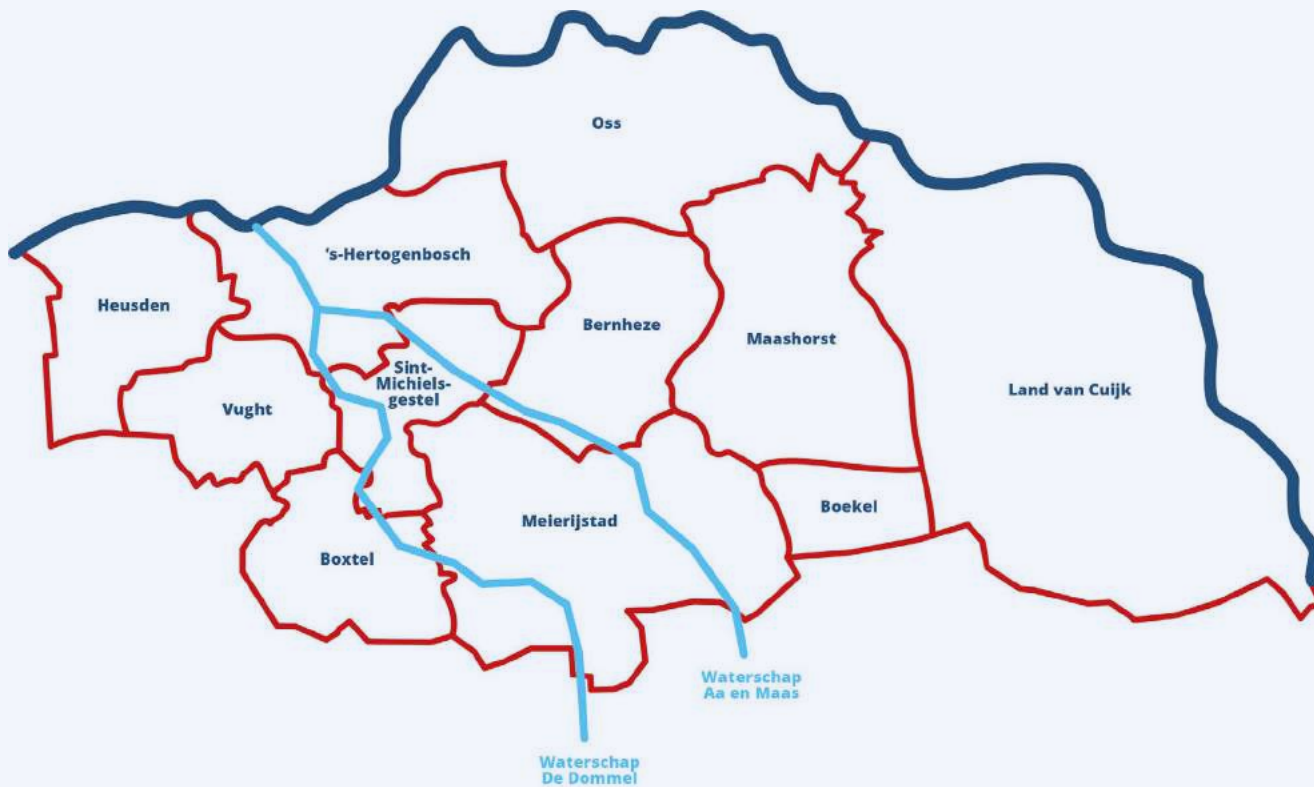 Oss
's-Hertogenbosch
Heusden
Bernheze
Maashorst
Sint-
Michiels-
gestel
Land van Cuijk
Vught
Boekel
Meierijstad
Boxtel
Waterschap
Aa en Maas
Waterschap
De Dommel